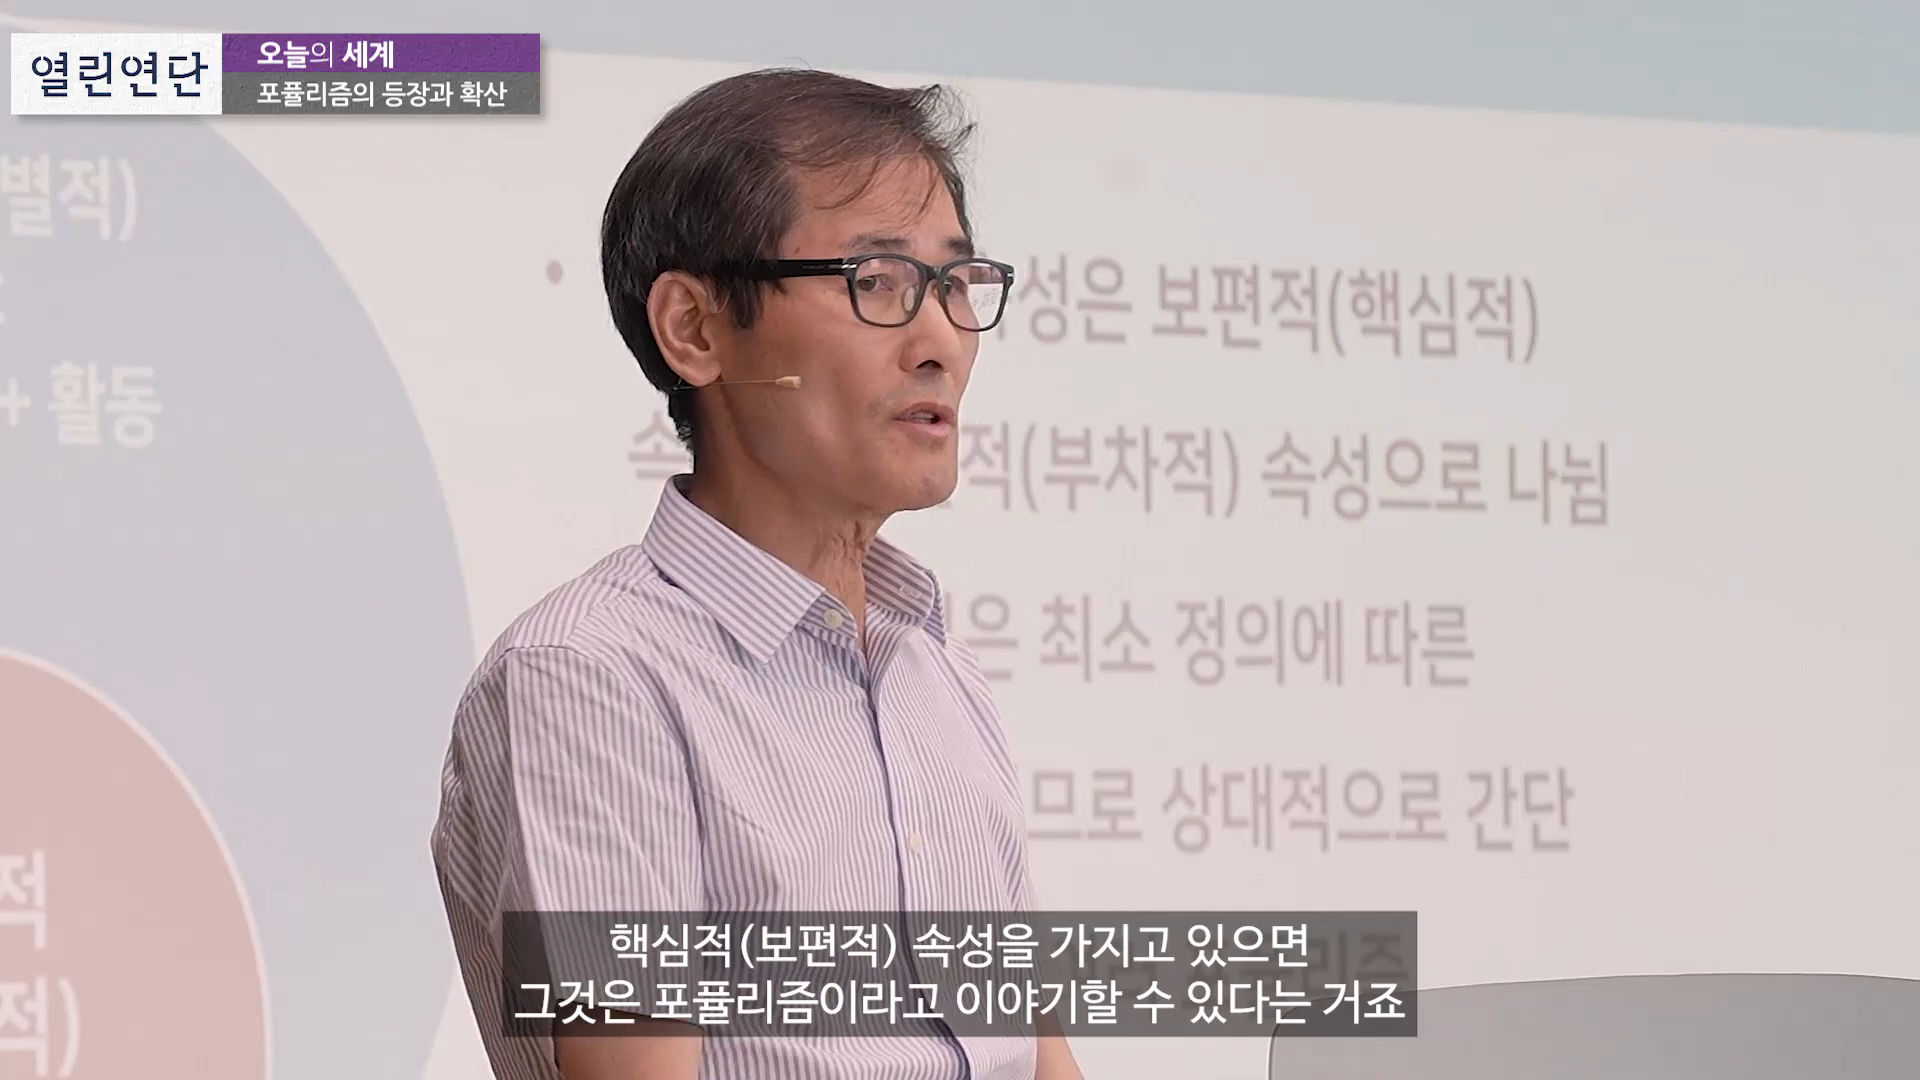 열린연단
오늘의 세계
포퓰리즘의 등장과 확산
별적)
+ 활동
적
적)
성은 보편적(핵심적)
속 적(부차적) 속성으로 나뉨
은 최소 정의에 따른
므로 상대적으로 간단
핵심적(보편적) 속성을 가지고 있으면
그것은 포퓰리즘이라고 이야기할 수 있다는 거죠